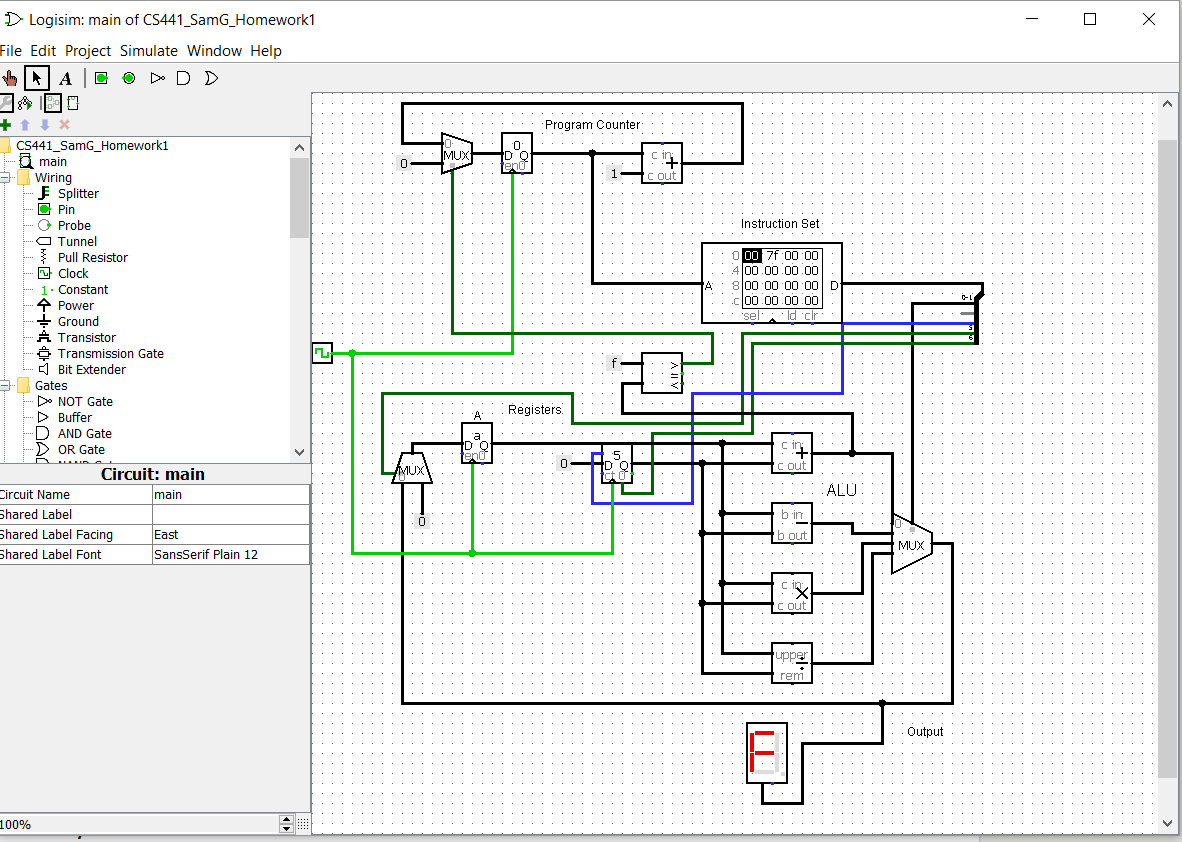 Logisim: main of CS441_SamG_Homework1
File Edit Project Simulate Window Help
A
CS441_SamG_Homework1
main
Wiring
Splitter
Pin
Probe
Tunnel
Pull Resistor
Clock
Constant
Power
Ground
Transistor
Transmission Gate
Bit Extender
Gates
NOT Gate
Buffer
AND Gate
OR Gate
Circuit: main
Circuit Name main
Shared Label
Shared Label Facing East
Shared Label Font SansSerif Plain 12
100%
Program Counter
0
MUX
0
0
D Q
en0
c in
+
c out
1
Instruction Set
0 00 7f 00 00
4 00 00 00 00
8 00 00 00 00
c 00 00 00 00
A
D
sel ld clr
f
>
=
<
Registers
A
a
D Q
en0
MUX
0
0
0
5
D Q
ct 0
c in
+
c out
ALU
b in
b out
c in
×
c out
upper
÷
rem
0
MUX
Output
F